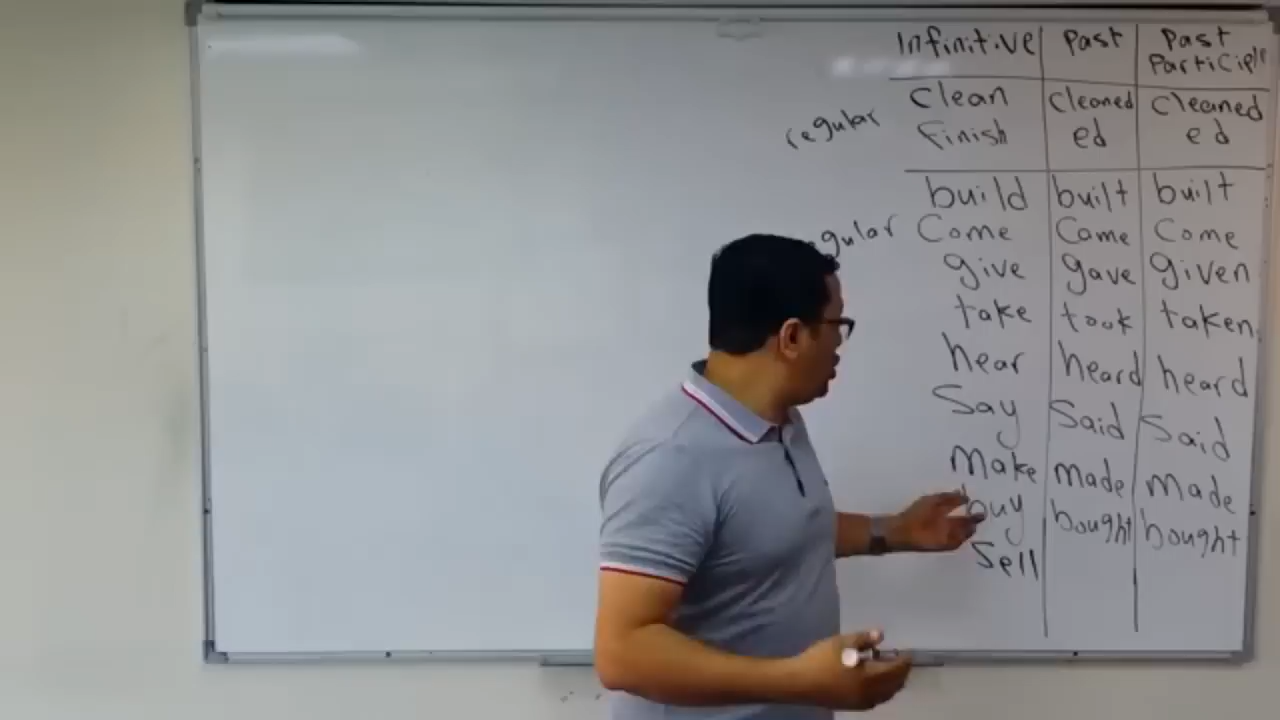 Infinitive Past Past Participle
regular
clean cleaned cleaned
finish ed ed
build built built
gular
Come Came Come
give gave given
take took taken
hear heard heard
Say Said Said
Make Made Made
buy bought bought
Sell